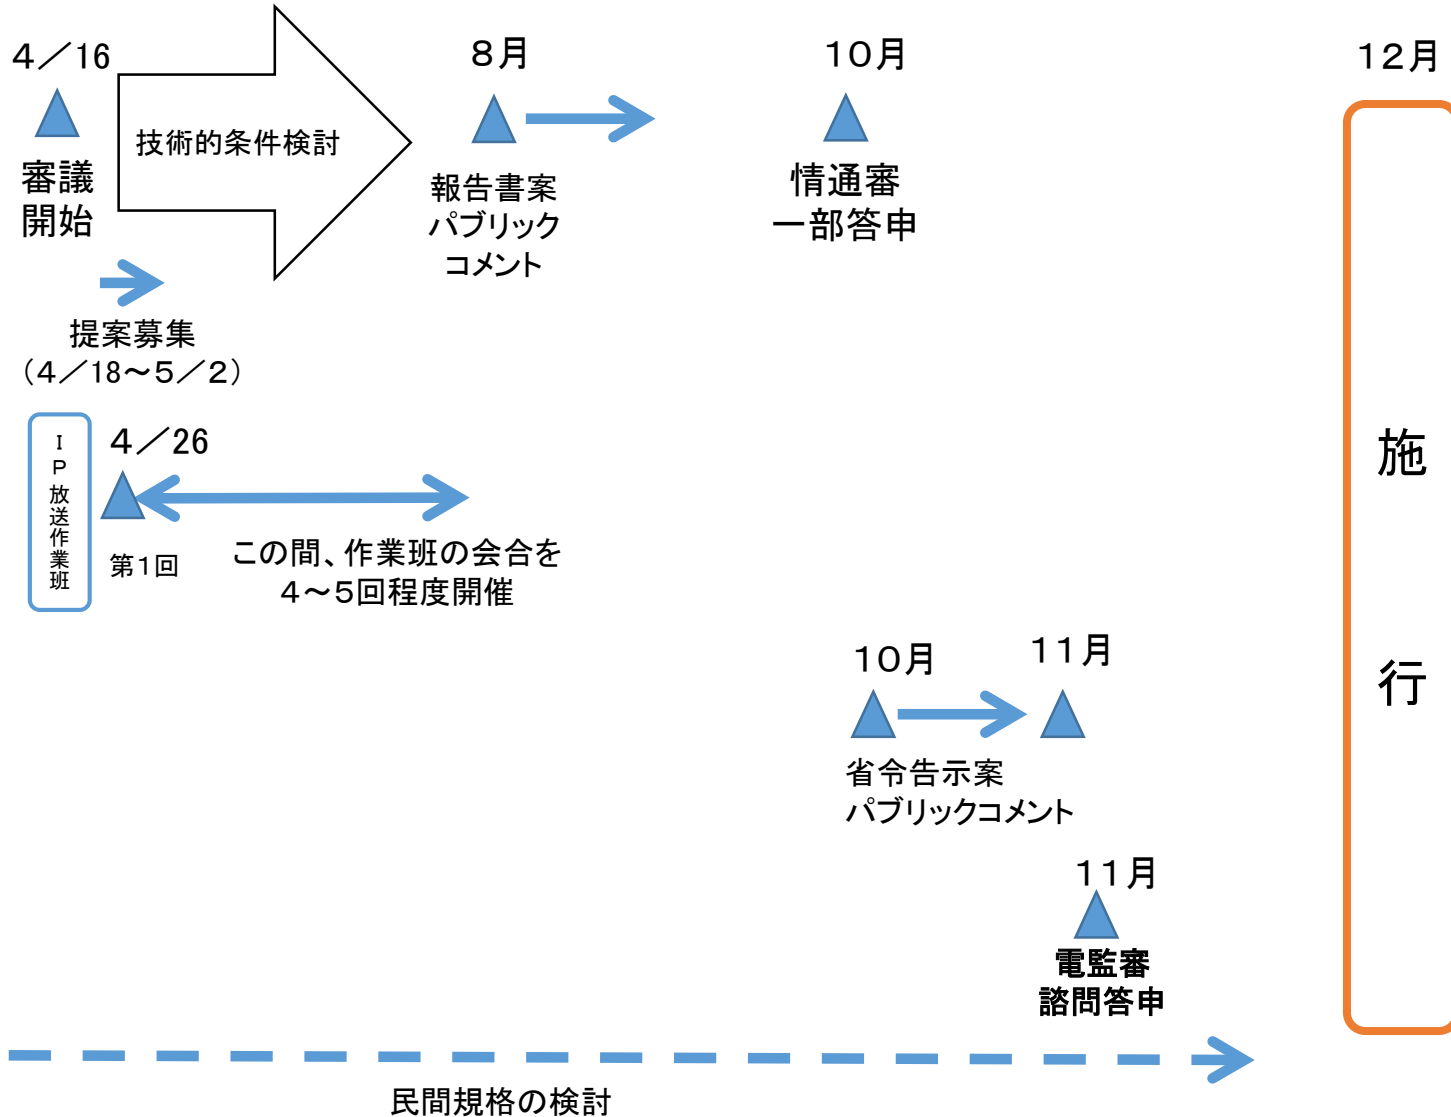 ４／16
審議
開始
技術的条件検討
８月
報告書案
パブリック
コメント
１０月
情通審
一部答申
１２月
施
行
提案募集
（４／18～５／２）
ＩＰ放送作業班
４／26
第１回
この間、作業班の会合を
４～５回程度開催
１０月
１１月
省令告示案
パブリックコメント
１１月
電監審
諮問答申
民間規格の検討